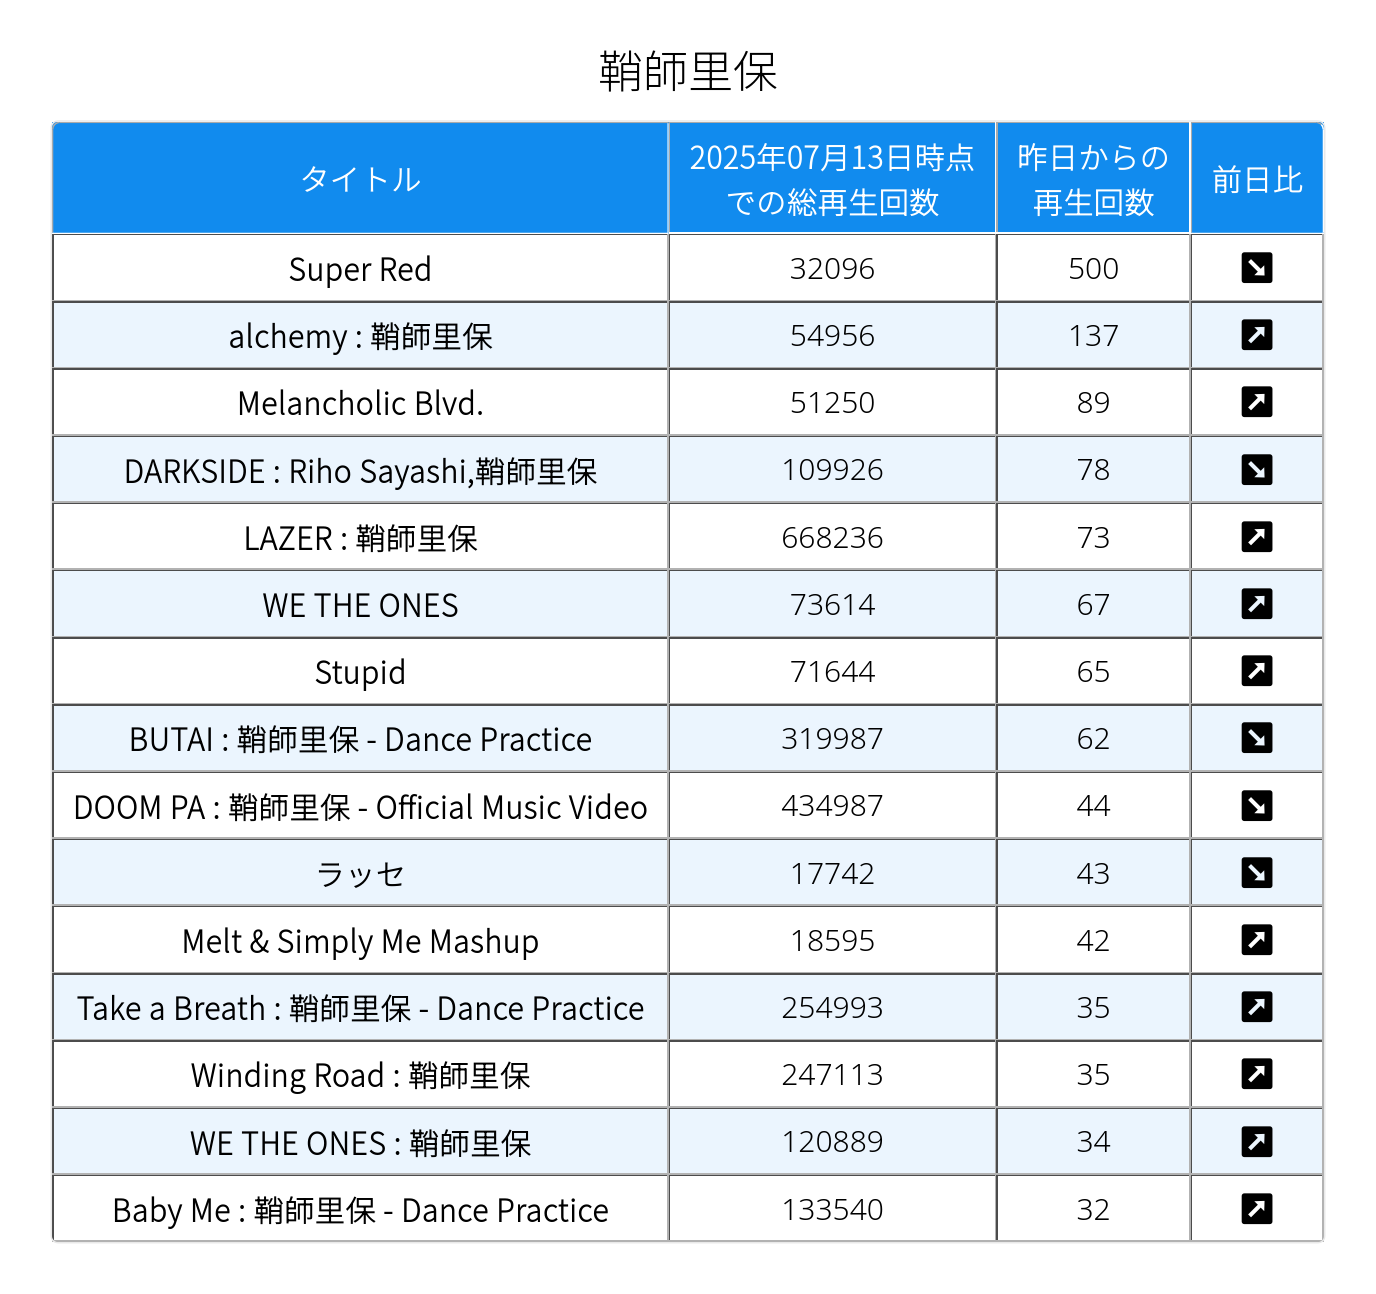 鞘師里保
タイトル 2025年07月13日時点 での総再生回数 昨日からの 再生回数 前日比
Super Red 32096 500
alchemy : 鞘師里保 54956 137
Melancholic Blvd. 51250 89
DARKSIDE : Riho Sayashi,鞘師里保 109926 78
LAZER : 鞘師里保 668236 73
WE THE ONES 73614 67
Stupid 71644 65
BUTAI : 鞘師里保 - Dance Practice 319987 62
DOOM PA : 鞘師里保 - Official Music Video 434987 44
ラッセ 17742 43
Melt & Simply Me Mashup 18595 42
Take a Breath : 鞘師里保 - Dance Practice 254993 35
Winding Road : 鞘師里保 247113 35
WE THE ONES : 鞘師里保 120889 34
Baby Me : 鞘師里保 - Dance Practice 133540 32